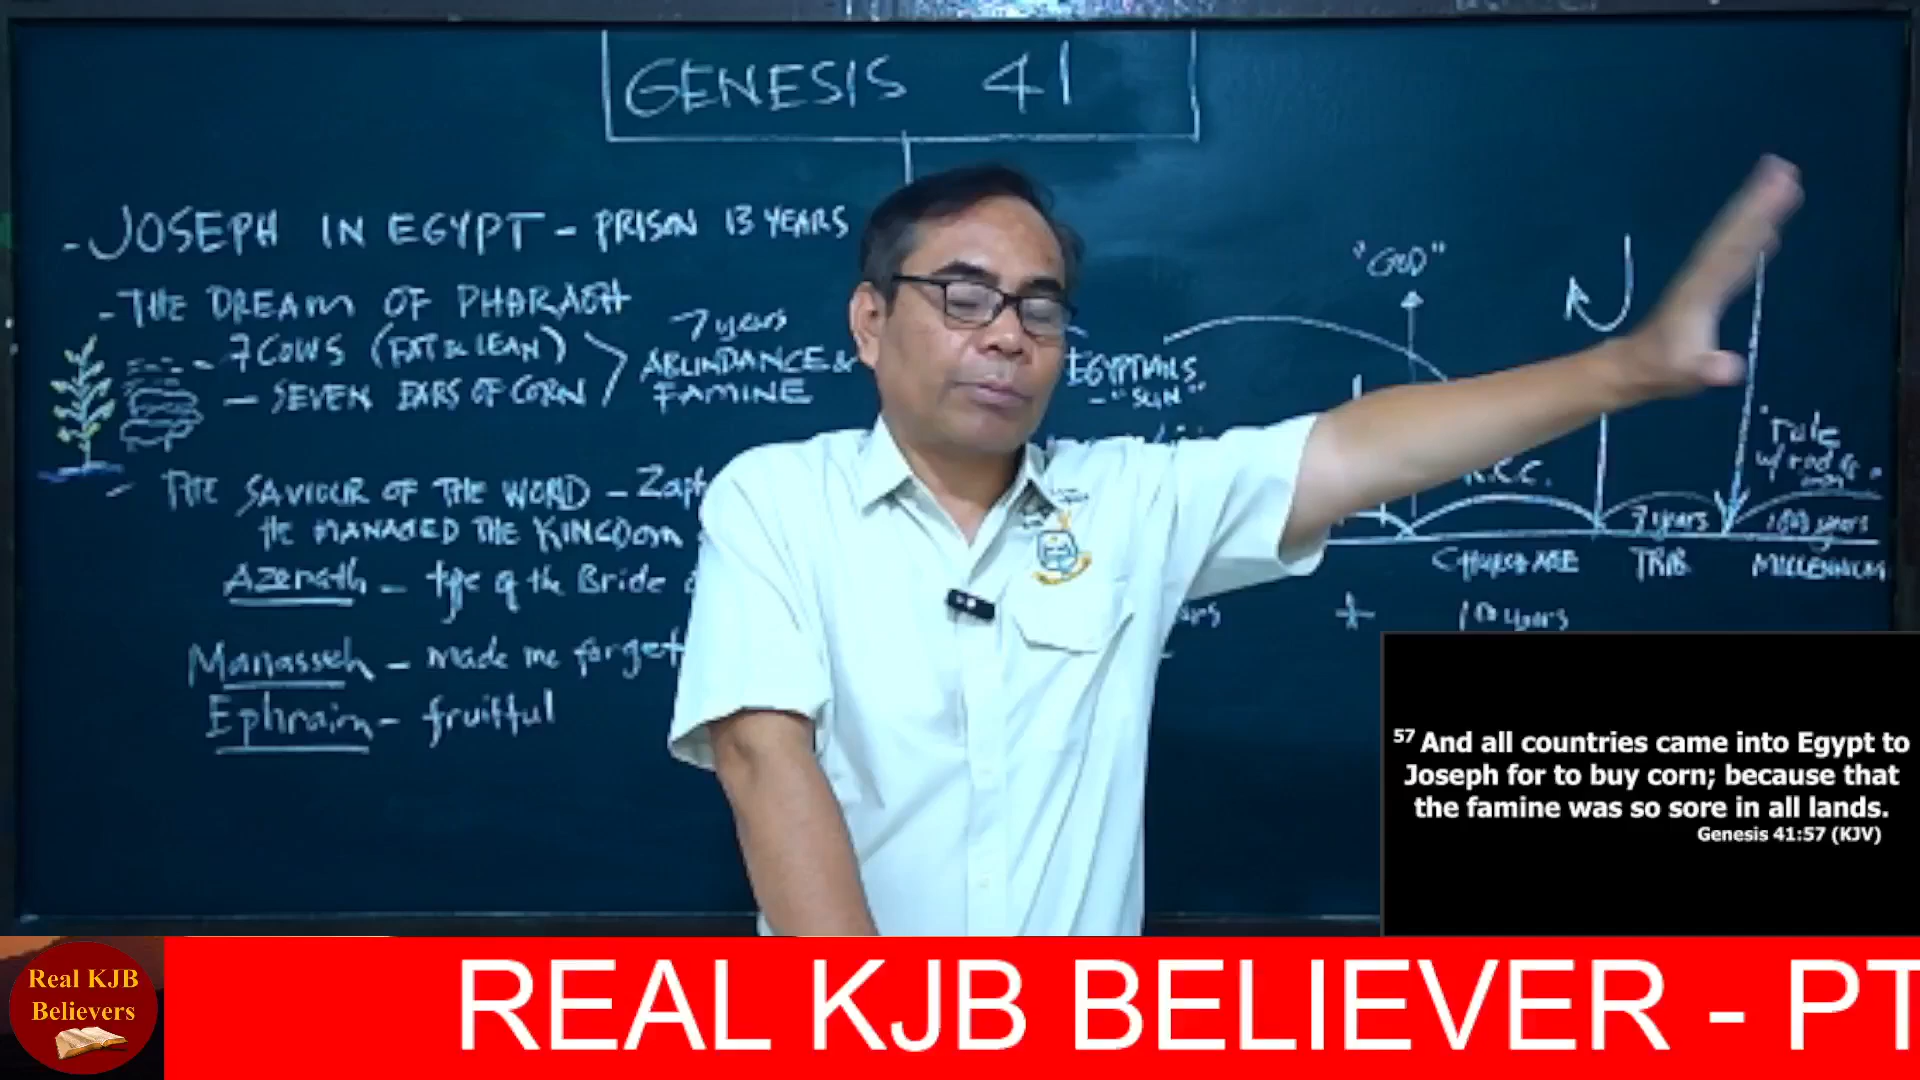 GENESIS 41
- JOSEPH IN EGYPT - PRISON 13 YEARS
- THE DREAM OF PHARAOH
- 7 COWS (FAT & LEAN)
- SEVEN EARS OF CORN
7 years
ABUNDANCE &
FAMINE
- THE SAVIOUR OF THE WORLD - Zaph
HE MANAGED THE KINGDOM
Azenath - type of the Bride
Manasseh - made me forget
Ephraim - fruitful
EGYPTIANS
- "SUN"
"GOD"
"rule
w/ rod of
iron"
R.C.C.
7 years
CHURCH AGE
TRIB
MILLENNIUM
+
57 And all countries came into Egypt to
Joseph for to buy corn; because that
the famine was so sore in all lands.
Genesis 41:57 (KJV)
Real KJB
Believers
REAL KJB BELIEVER - PT